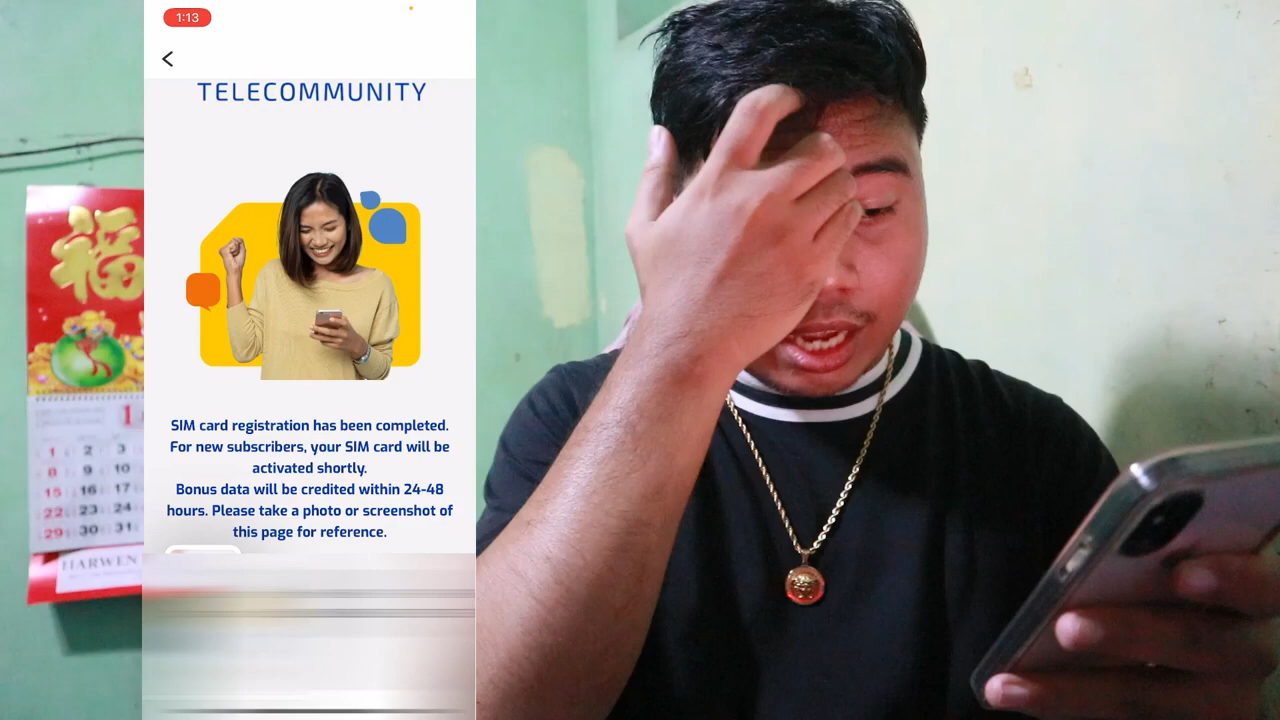 1:13
TELECOMMUNITY
SIM card registration has been completed.
For new subscribers, your SIM card will be
activated shortly.
Bonus data will be credited within 24-48
hours. Please take a photo or screenshot of
this page for reference.
福
1
1 2 3
8 9 10
15 16 17
22 23 24
29 30 31
HARWEN